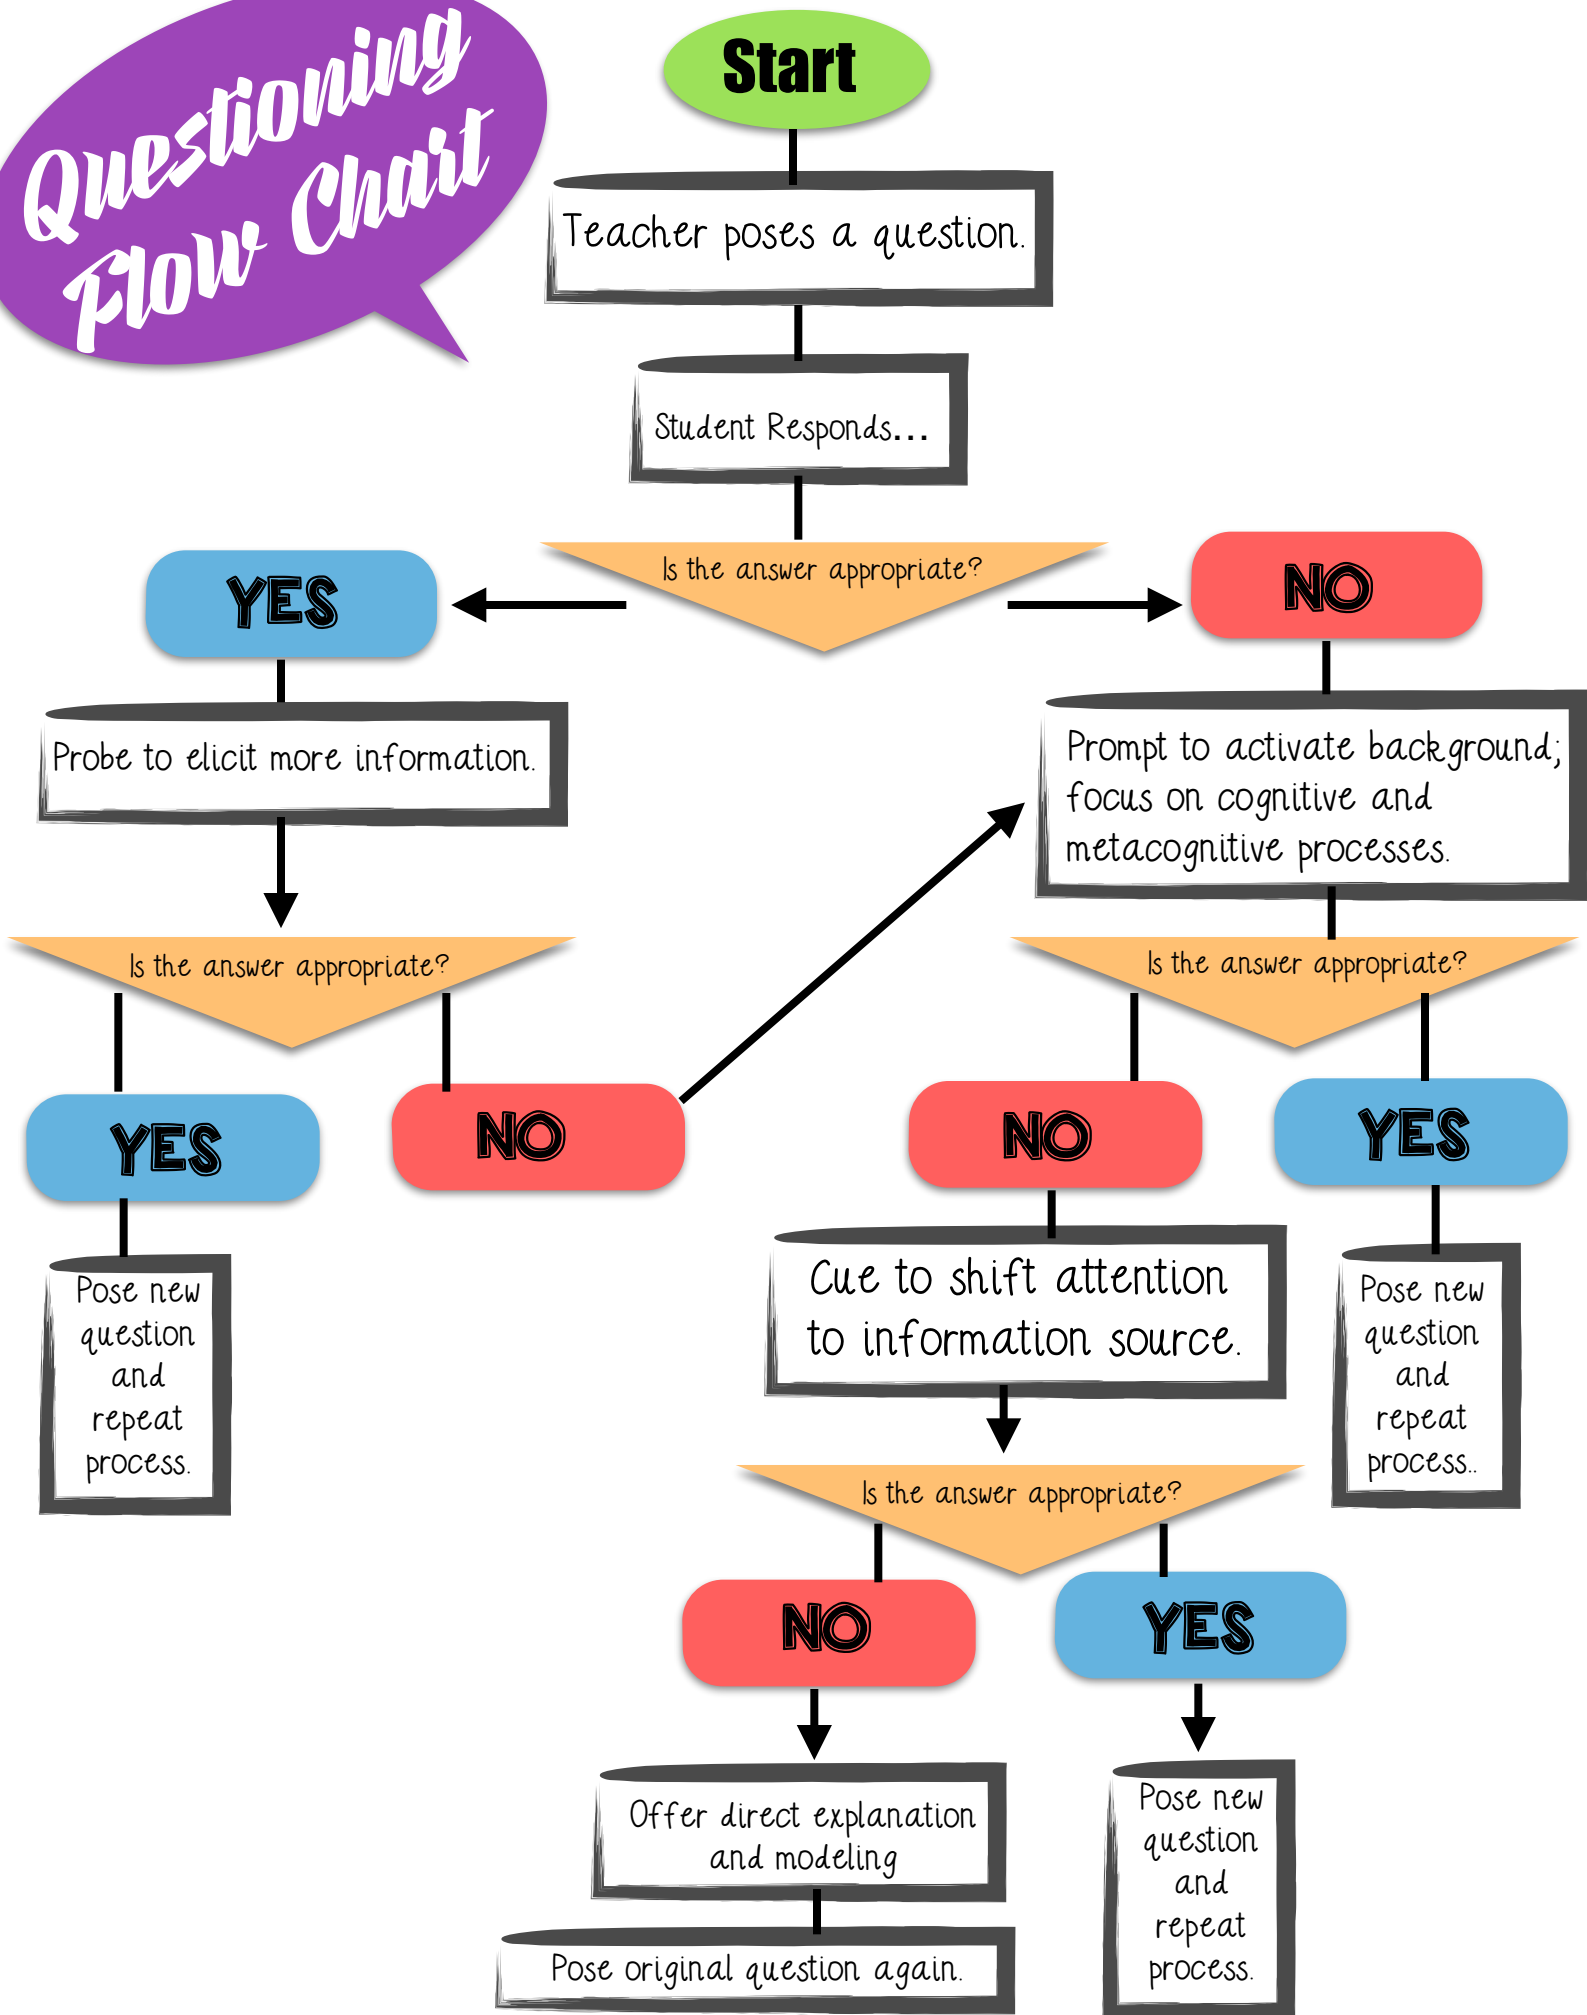 Questioning
Flow Chart
Start
Teacher poses a question.
Student Responds...
Is the answer appropriate?
YES
NO
Probe to elicit more information.
Prompt to activate background;
focus on cognitive and
metacognitive processes.
Is the answer appropriate?
Is the answer appropriate?
YES
NO
NO
YES
Pose new
question
and
repeat
process.
Cue to shift attention
to information source.
Pose new
question
and
repeat
process..
Is the answer appropriate?
NO
YES
Offer direct explanation
and modeling
Pose original question again.
Pose new
question
and
repeat
process.